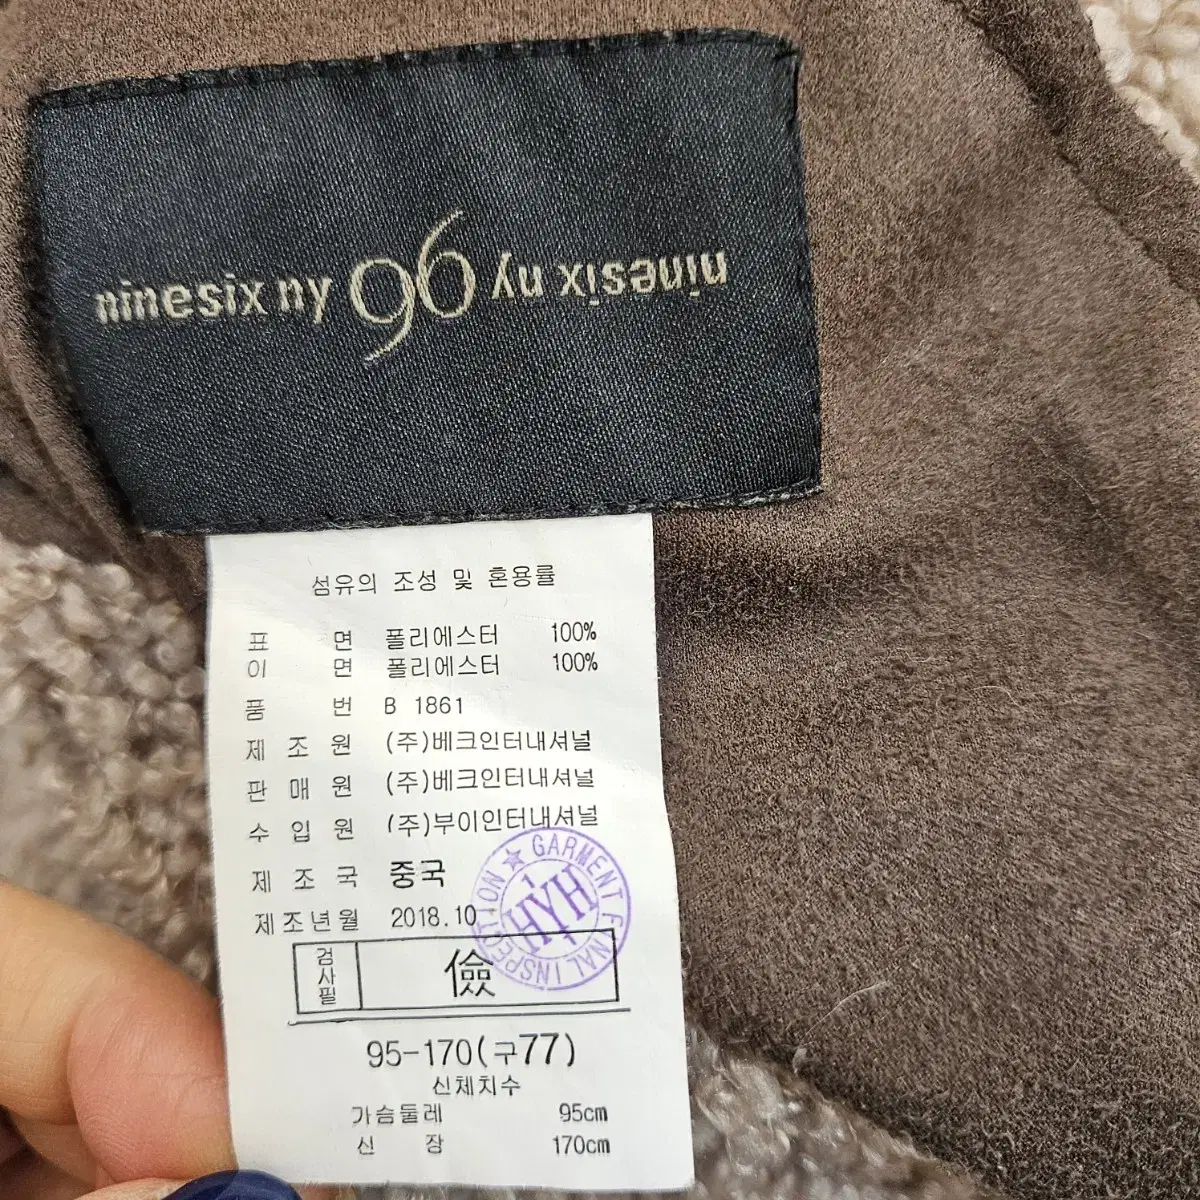 ninesix ny 96 ninesix ny
섬유의 조성 및 혼용률
표 면 폴리에스터 100%
이 면 폴리에스터 100%
품 번 B 1861
제 조 원 (주)베크인터내셔널
판 매 원 (주)베크인터내셔널
수 입 원 (주)부이인터내셔널
제 조 국 중국
제조년월 2018.10
GARMENT FINAL INSPECTION
HYH
검사필 儉
95-170(구77)
신체치수
가슴둘레 95cm
신 장 170cm